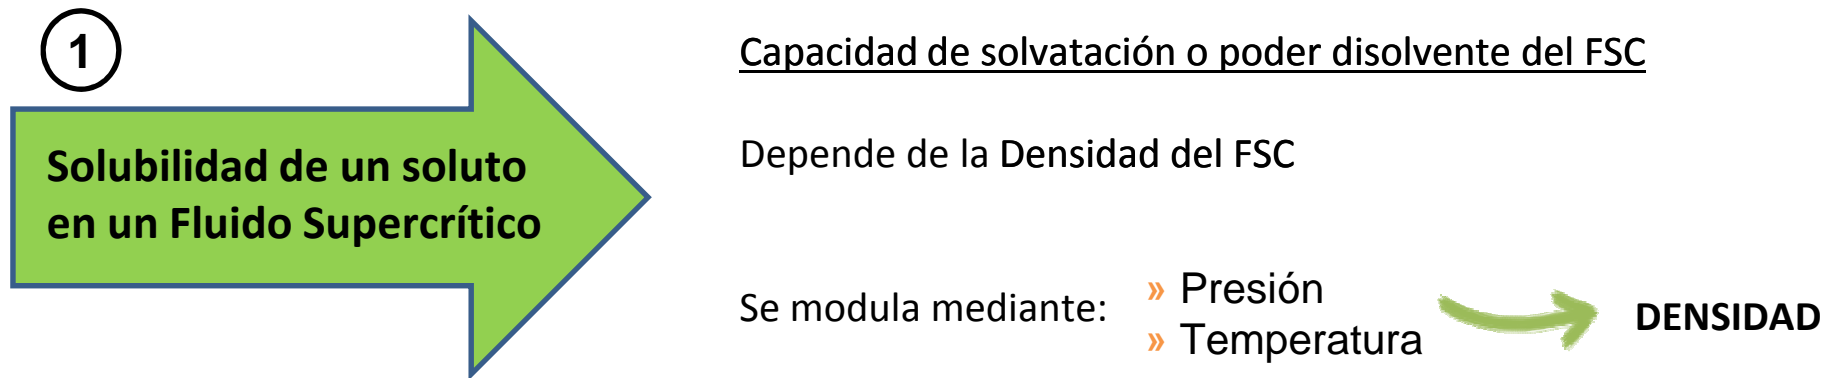 1
Solubilidad de un soluto
en un Fluido Supercrítico
Capacidad de solvatación o poder disolvente del FSC
Depende de la Densidad del FSC
Se modula mediante:
» Presión
» Temperatura
DENSIDAD